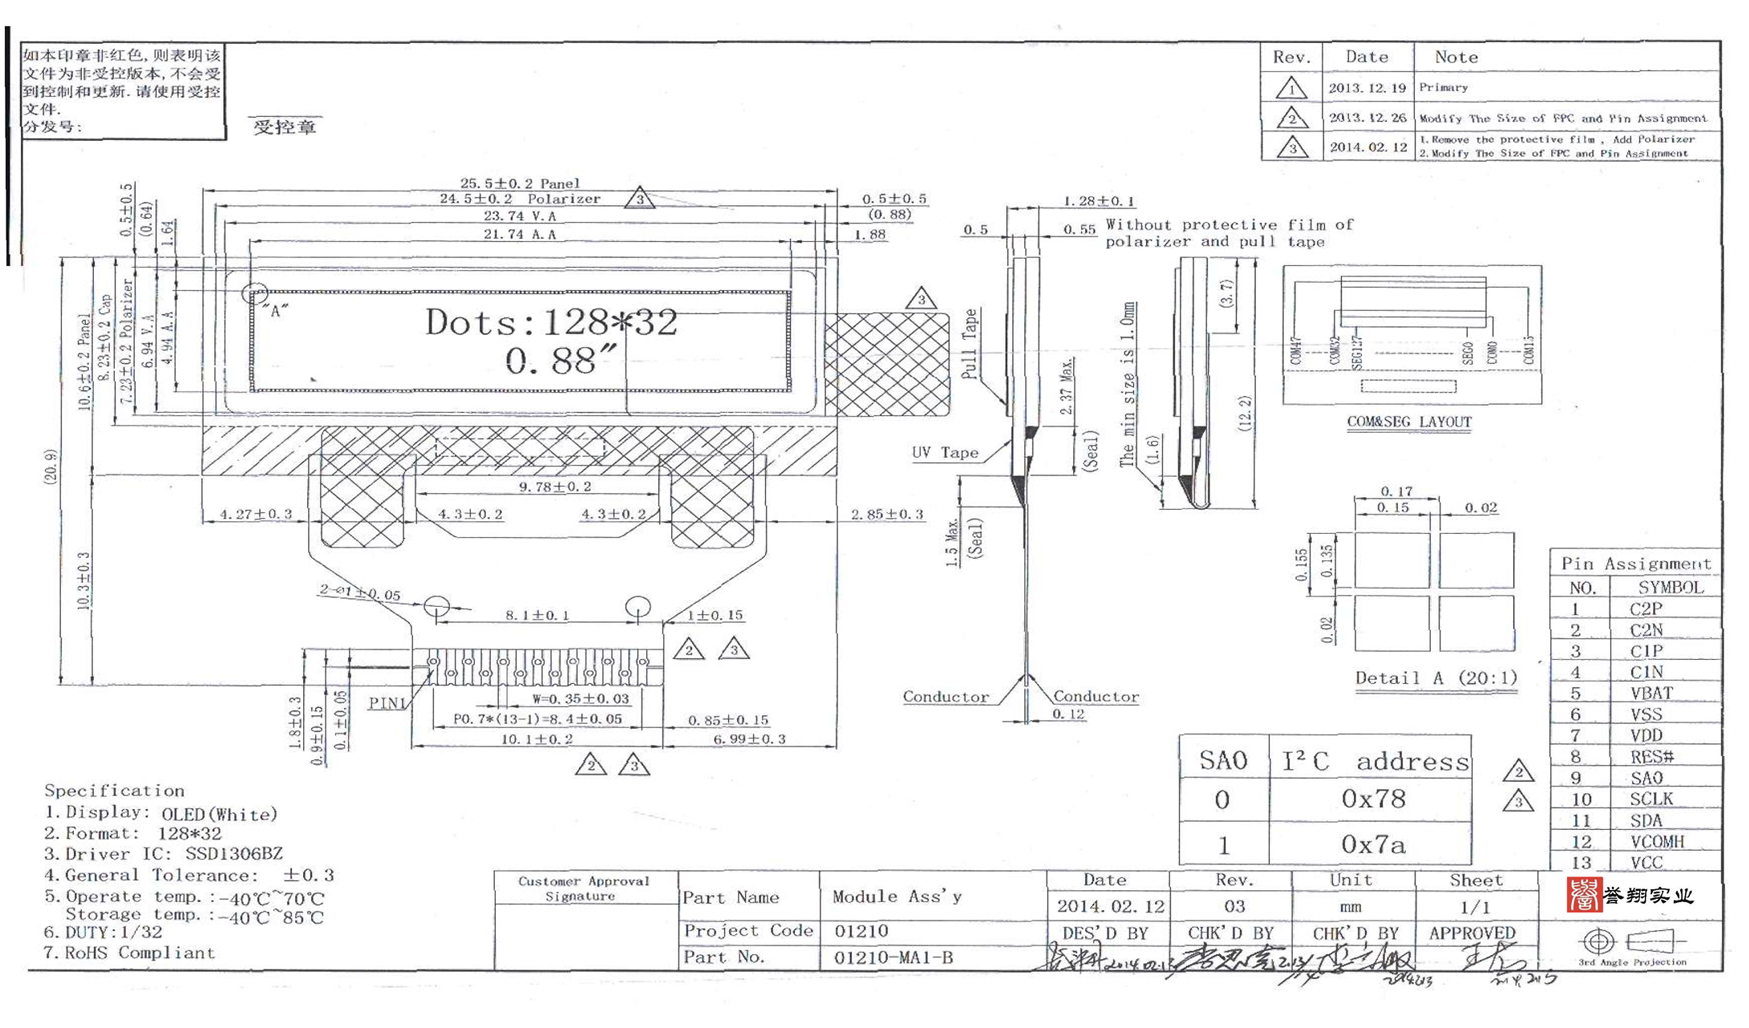 如本印章非红色,则表明该
文件为非受控版本,不会受
到控制和更新.请使用受控
文件.
分发号:
受控章
Rev. Date Note
1 2013.12.19 Primary
2 2013.12.26 Modify The Size of FPC and Pin Assignment
3 2014.02.12 1.Remove the protective film, Add Polarizer
2.Modify The Size of FPC and Pin Assignment
25.5±0.2 Panel
24.5±0.2 Polarizer
3
23.74 V.A
21.74 A.A
0.5±0.5
(0.88)
1.88
0.5±0.5
(0.64)
1.64
(20.9)
10.6±0.2 Panel
8.23±0.2 Cap
7.23±0.2 Polarizer
6.94 V.A
4.94 A.A
10.3±0.3
"A"
Dots:128*32
0.88"
3
9.78±0.2
4.27±0.3
4.3±0.2
4.3±0.2
2.85±0.3
2-ø1±0.05
8.1±0.1
1±0.15
2 3
PIN1
W=0.35±0.03
P0.7*(13-1)=8.4±0.05
0.85±0.15
10.1±0.2
6.99±0.3
2 3
1.8±0.3
0.9±0.15
0.1±0.05
1.28±0.1
0.5
0.55
Without protective film of
polarizer and pull tape
Pull Tape
2.37 Max.
(Seal)
UV Tape
1.5 Max.
(Seal)
Conductor
Conductor
0.12
The min size is 1.0mm
(3.7)
(12.2)
(1.6)
COM47
COM32
SEG127
SEG0
COM0
COM15
COM&SEG LAYOUT
0.17
0.15
0.02
0.155
0.135
0.02
Detail A (20:1)
Pin Assignment
NO. SYMBOL
1 C2P
2 C2N
3 C1P
4 C1N
5 VBAT
6 VSS
7 VDD
8 RES#
9 SA0
10 SCLK
11 SDA
12 VCOMH
13 VCC
SA0 I²C address
0 0x78
1 0x7a
2
3
Specification
1.Display: OLED(White)
2.Format: 128*32
3.Driver IC: SSD1306BZ
4.General Tolerance: ±0.3
5.Operate temp.:-40℃~70℃
Storage temp.:-40℃~85℃
6.DUTY:1/32
7.RoHS Compliant
Customer Approval
Signature
Part Name Module Ass'y
Project Code 01210
Part No. 01210-MA1-B
Date Rev. Unit Sheet
2014.02.12 03 mm 1/1
DES'D BY CHK'D BY CHK'D BY APPROVED
誉翔实业
3rd Angle Projection